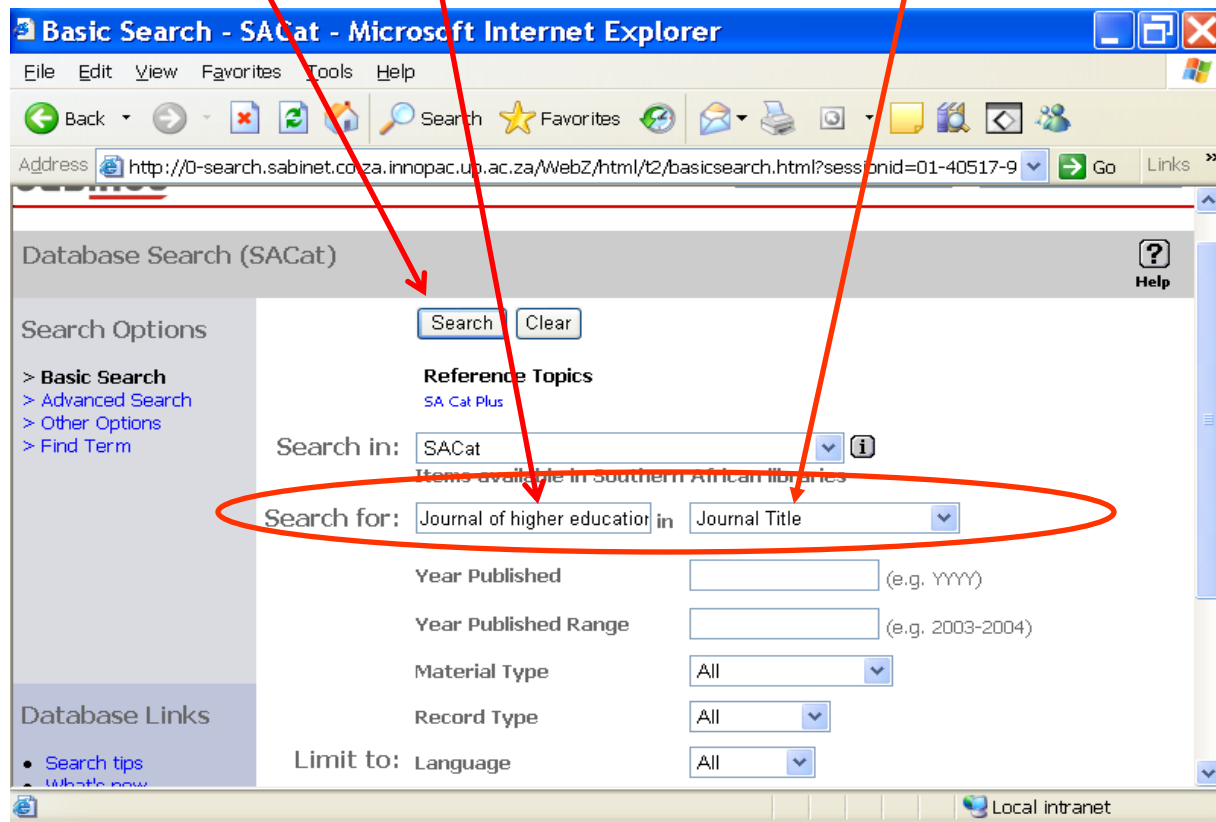 Basic Search - SACat - Microsoft Internet Explorer
File Edit View Favorites Tools Help
Back Search Favorites
Address http://0-search.sabinet.co.za.innopac.up.ac.za/WebZ/html/t2/basicsearch.html?sessionid=01-40517-9 Go Links »
Database Search (SACat)
? Help
Search Options
Search Clear
> Basic Search
> Advanced Search
> Other Options
> Find Term
Reference Topics
SA Cat Plus
Search in: SACat i
Items available in Southern African libraries
Search for: Journal of higher education in Journal Title
Year Published (e.g. YYYY)
Year Published Range (e.g. 2003-2004)
Material Type All
Record Type All
Limit to: Language All
Database Links
• Search tips
• What's new
Local intranet